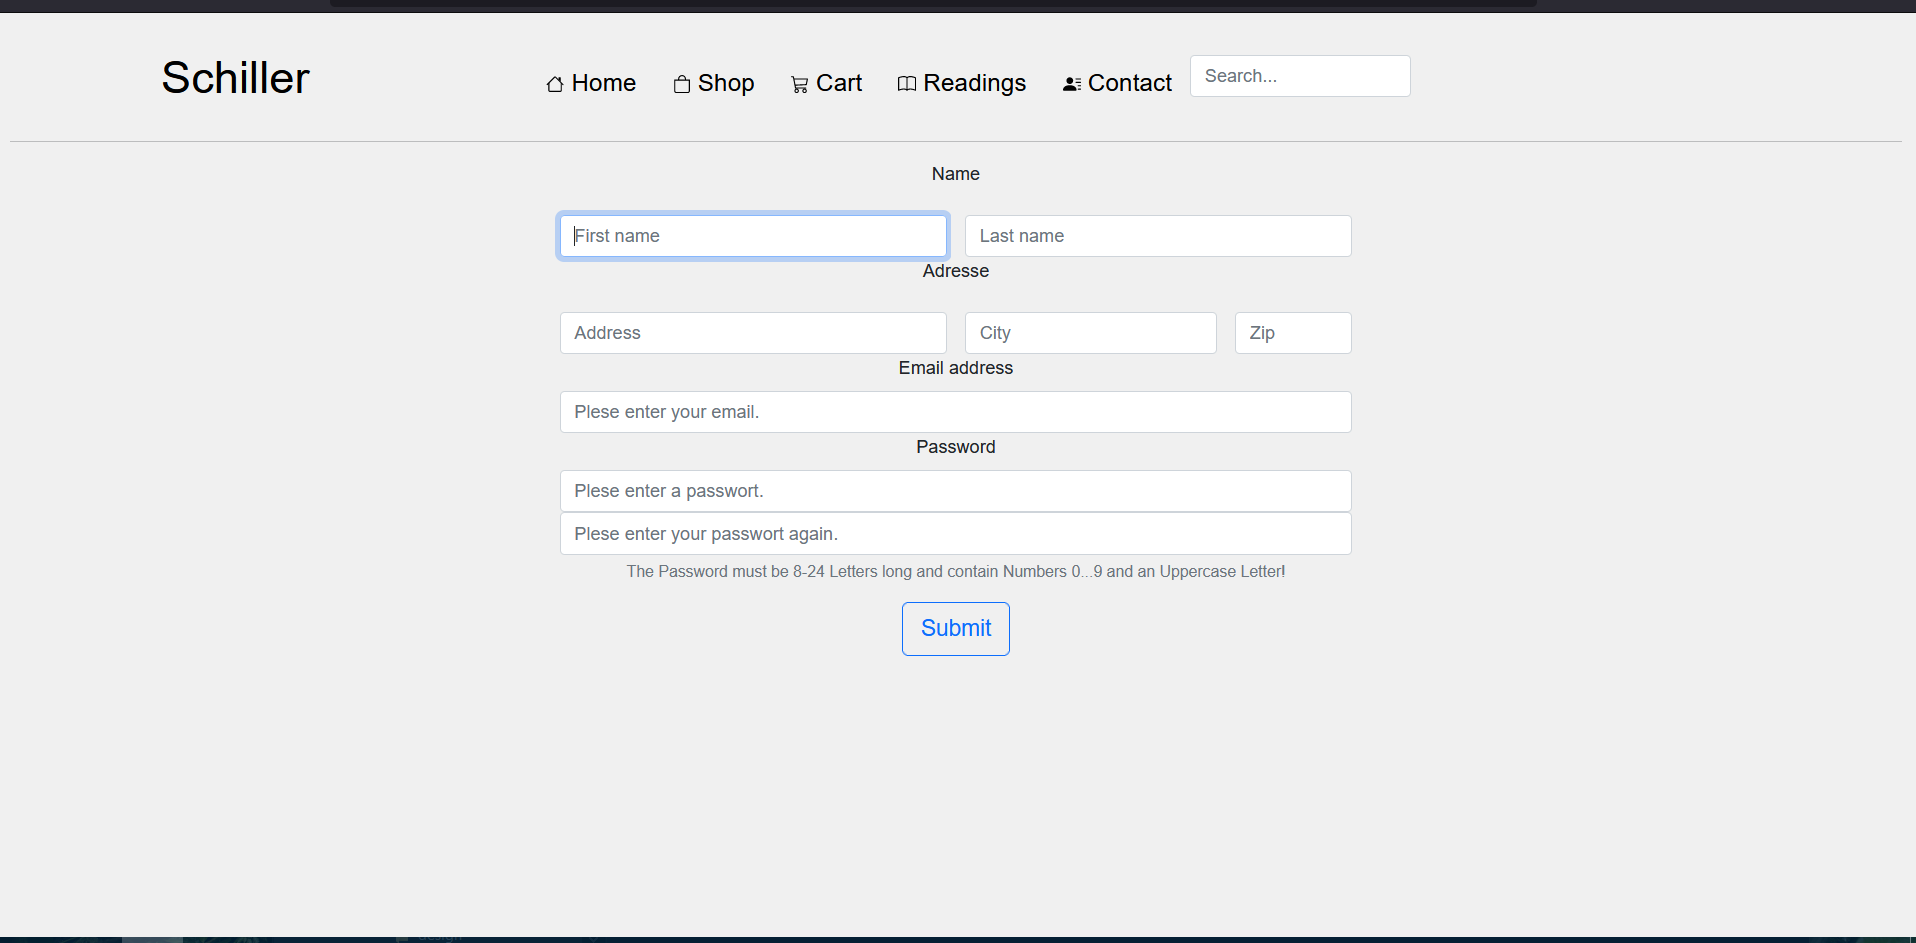 Schiller
Home Shop Cart Readings Contact Search...
Name
First name Last name
Adresse
Address City Zip
Email address
Plese enter your email.
Password
Plese enter a passwort.
Plese enter your passwort again.
The Password must be 8-24 Letters long and contain Numbers 0...9 and an Uppercase Letter!
Submit